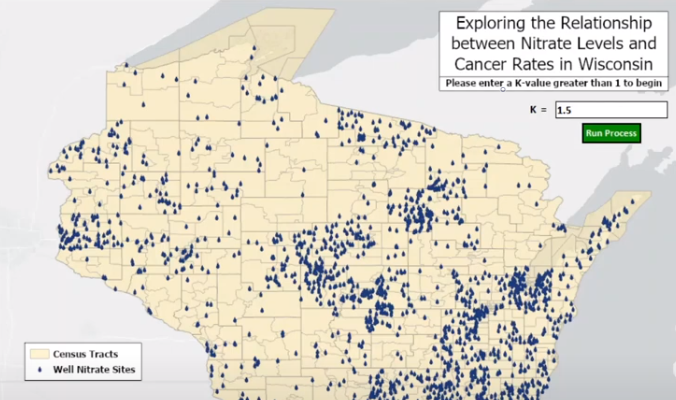 Exploring the Relationship
between Nitrate Levels and
Cancer Rates in Wisconsin
Please enter a K-value greater than 1 to begin
K = 1.5
Run Process
Census Tracts
Well Nitrate Sites